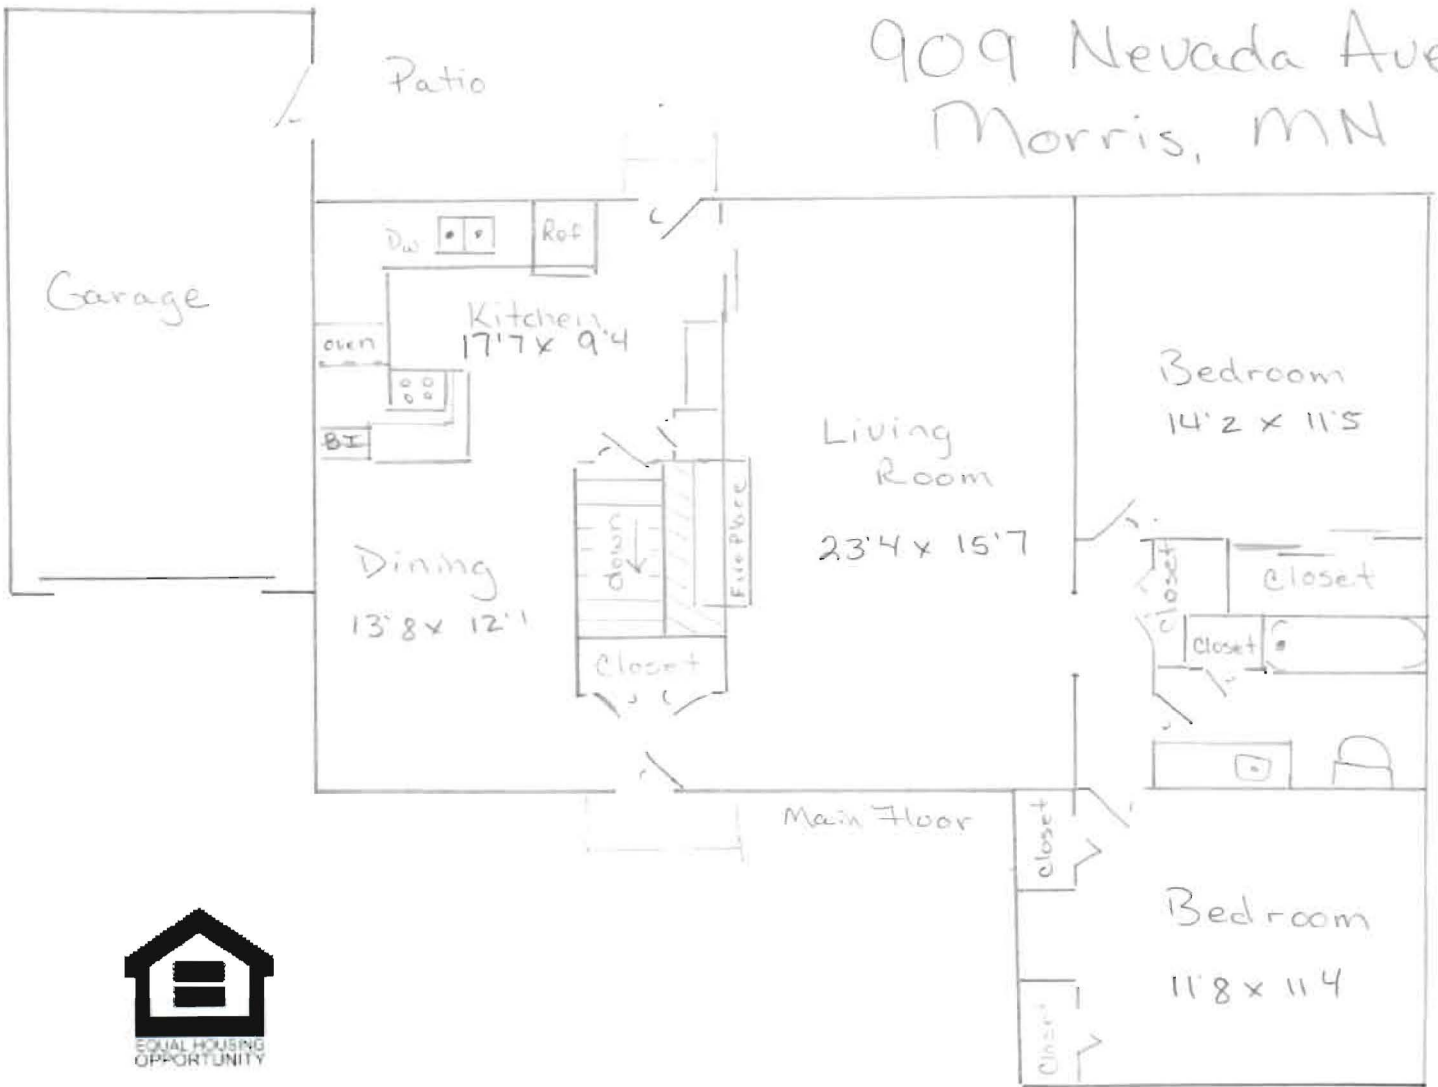 909 Nevada Ave
Morris, MN
Patio
Garage
DW
Ref
Kitchen
17'7 x 9'4
oven
BI
Dining
13'8 x 12'1
down
Fire Place
Closet
Living
Room
23'4 x 15'7
Bedroom
14'2 x 11'5
Closet
Closet
Closet
Main Floor
Closet
Bedroom
11'8 x 11'4
Closet
EQUAL HOUSING
OPPORTUNITY